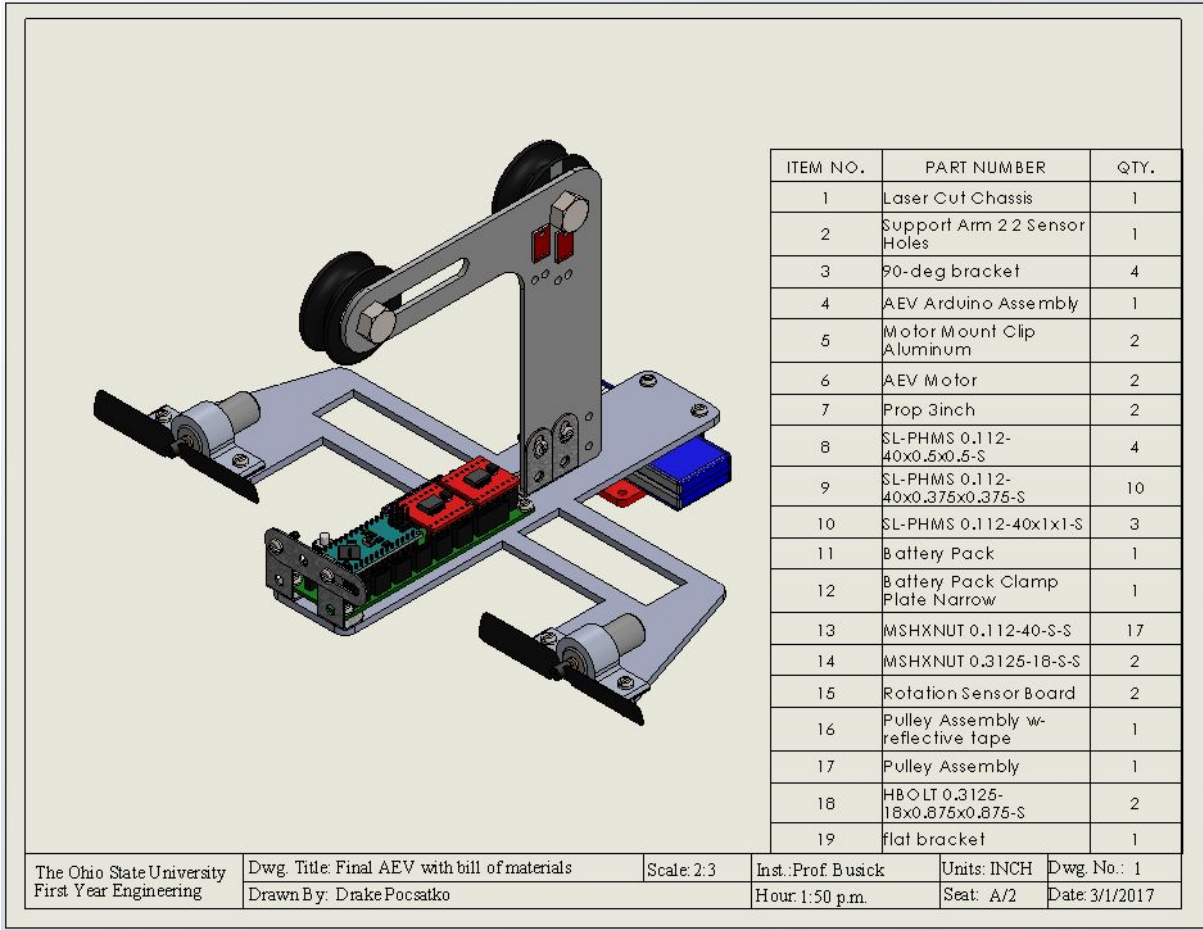 ITEM NO. PART NUMBER QTY.
1 Laser Cut Chassis 1
2 Support Arm 2 2 Sensor
Holes 1
3 90-deg bracket 4
4 AEV Arduino Assembly 1
5 Motor Mount Clip
Aluminum 2
6 AEV Motor 2
7 Prop 3inch 2
8 SL-PHMS 0.112-
40x0.5x0.5-S 4
9 SL-PHMS 0.112-
40x0.375x0.375-S 10
10 SL-PHMS 0.112-40x1x1-S 3
11 Battery Pack 1
12 Battery Pack Clamp
Plate Narrow 1
13 MSHXNUT 0.112-40-S-S 17
14 MSHXNUT 0.3125-18-S-S 2
15 Rotation Sensor Board 2
16 Pulley Assembly w-
reflective tape 1
17 Pulley Assembly 1
18 HBOLT 0.3125-
18x0.875x0.875-S 2
19 flat bracket 1
The Ohio State University
First Year Engineering
Dwg. Title: Final AEV with bill of materials Scale: 2:3 Inst.:Prof. Busick Units: INCH Dwg. No.: 1
Drawn By: Drake Pocsatko Hour: 1:50 p.m. Seat: A/2 Date: 3/1/2017